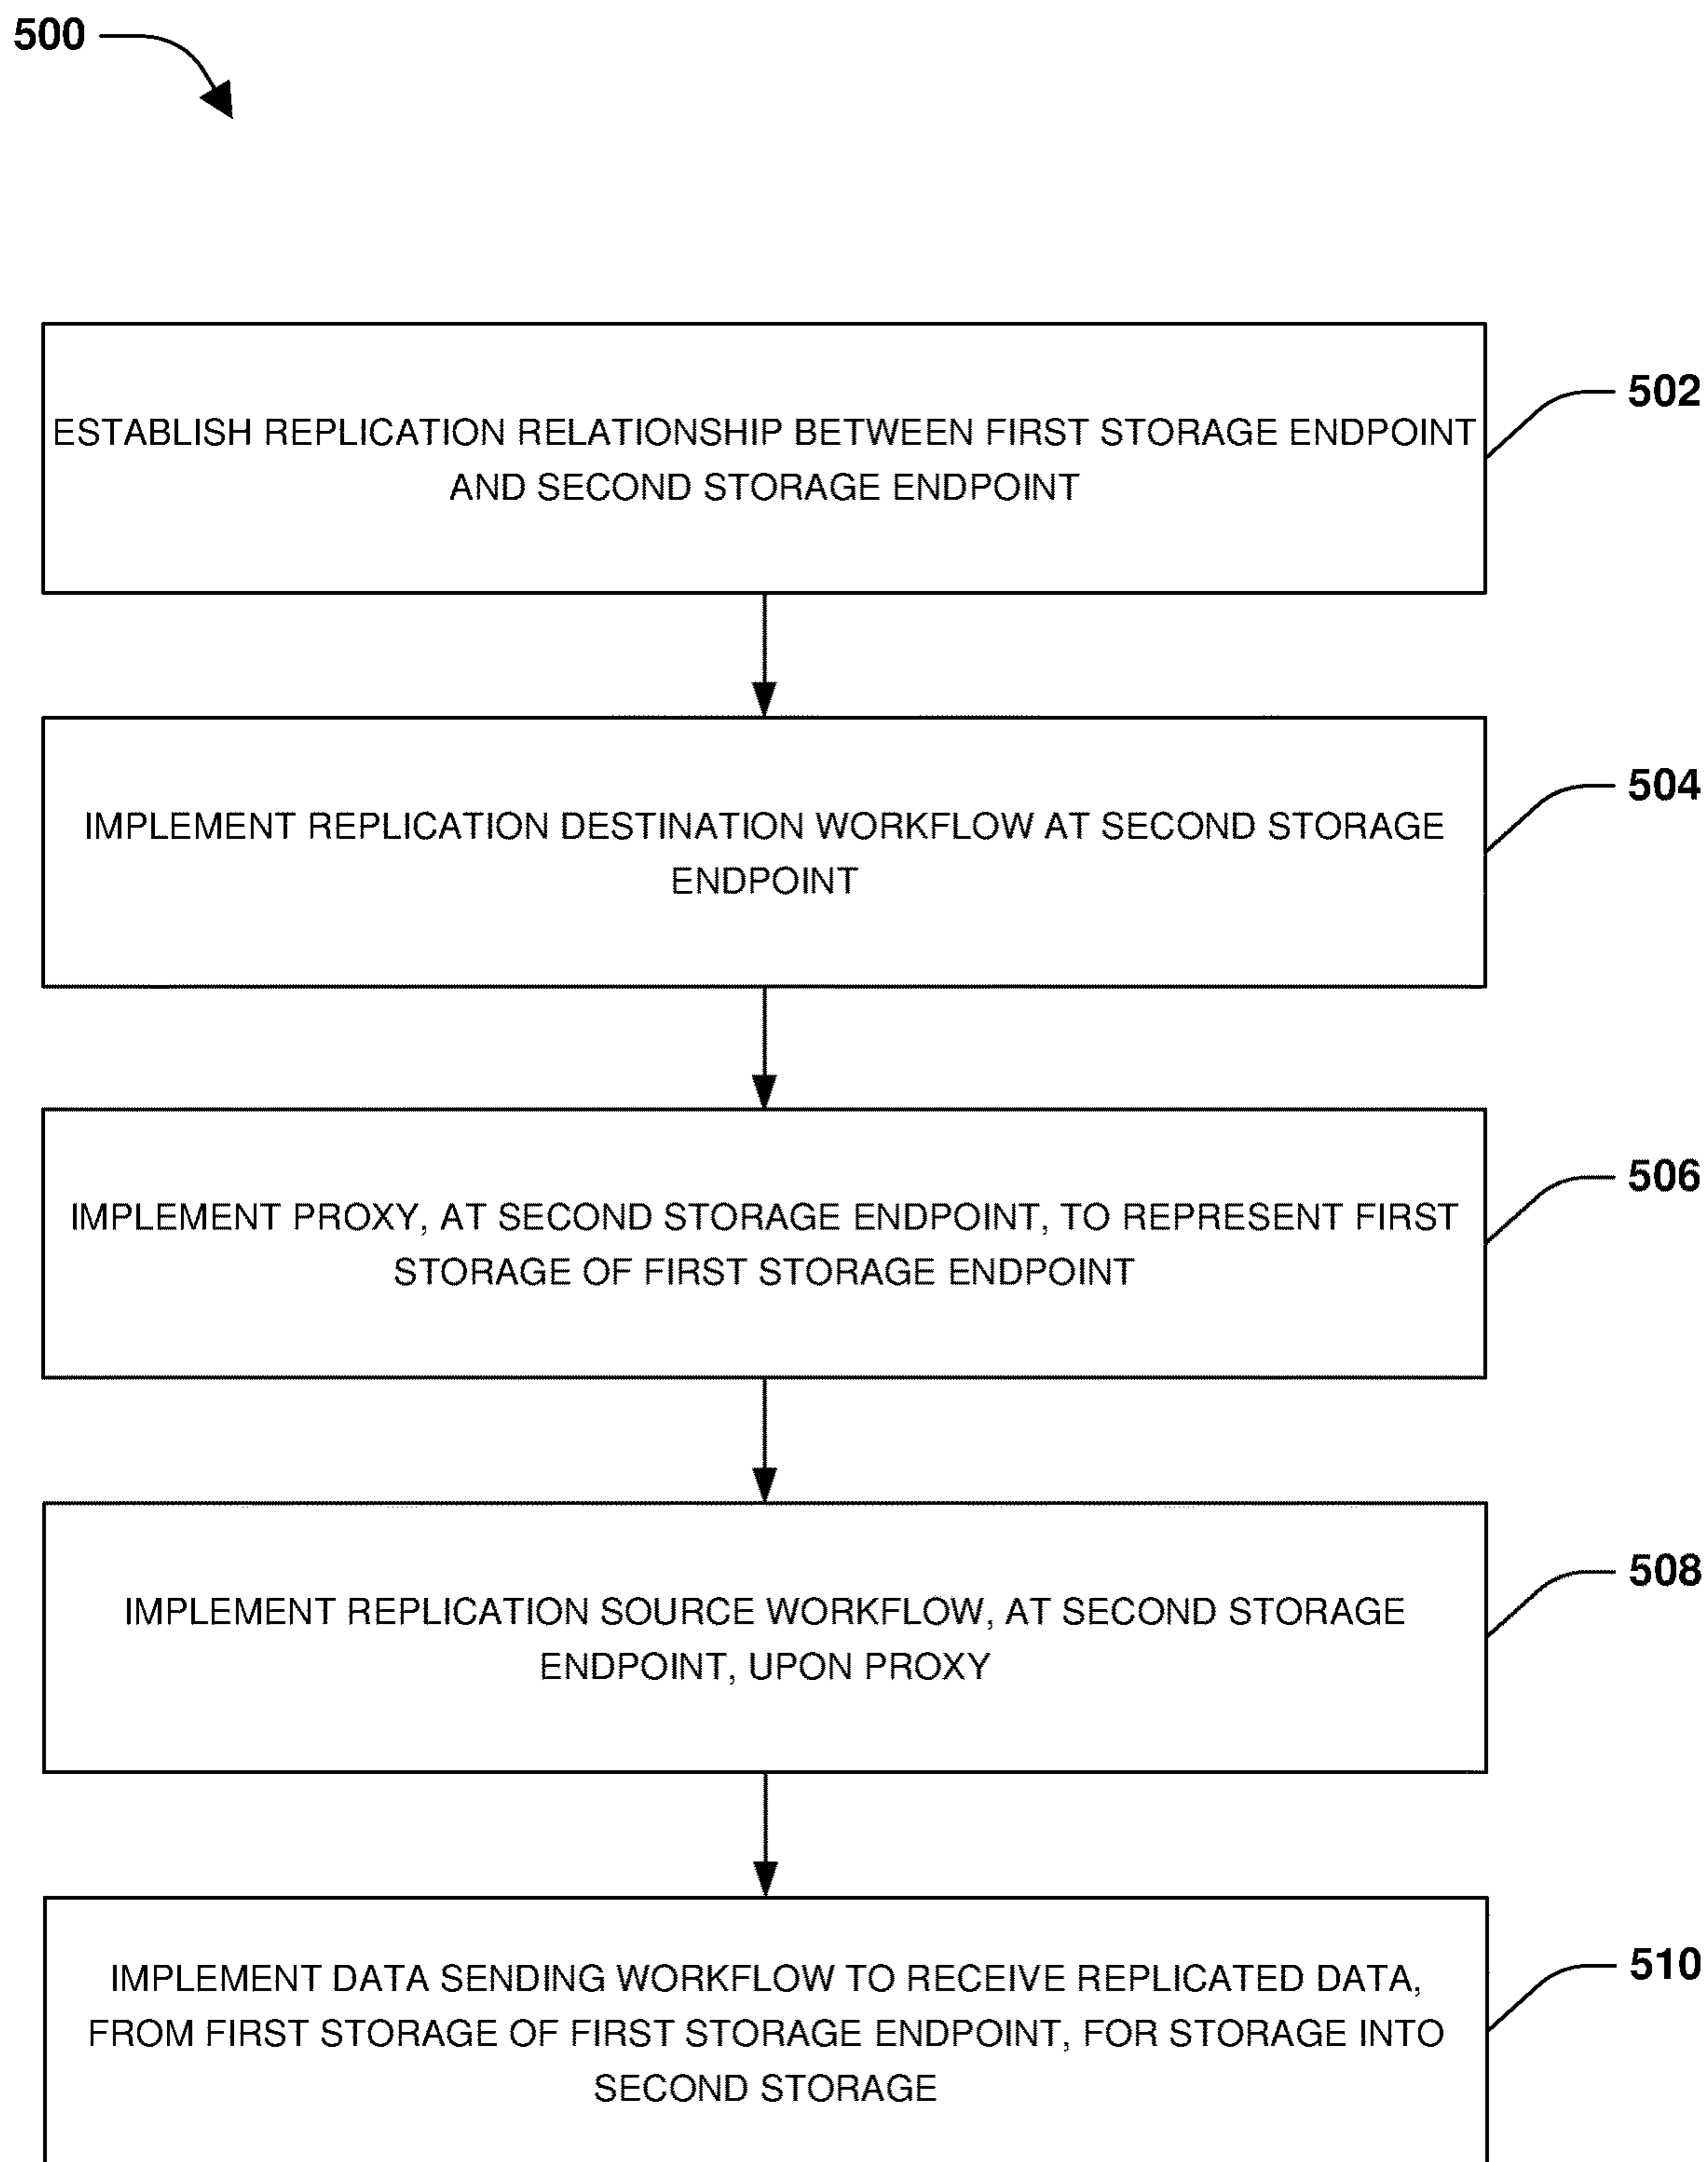 500
ESTABLISH REPLICATION RELATIONSHIP BETWEEN FIRST STORAGE ENDPOINT
AND SECOND STORAGE ENDPOINT
502
IMPLEMENT REPLICATION DESTINATION WORKFLOW AT SECOND STORAGE
ENDPOINT
504
IMPLEMENT PROXY, AT SECOND STORAGE ENDPOINT, TO REPRESENT FIRST
STORAGE OF FIRST STORAGE ENDPOINT
506
IMPLEMENT REPLICATION SOURCE WORKFLOW, AT SECOND STORAGE
ENDPOINT, UPON PROXY
508
IMPLEMENT DATA SENDING WORKFLOW TO RECEIVE REPLICATED DATA,
FROM FIRST STORAGE OF FIRST STORAGE ENDPOINT, FOR STORAGE INTO
SECOND STORAGE
510